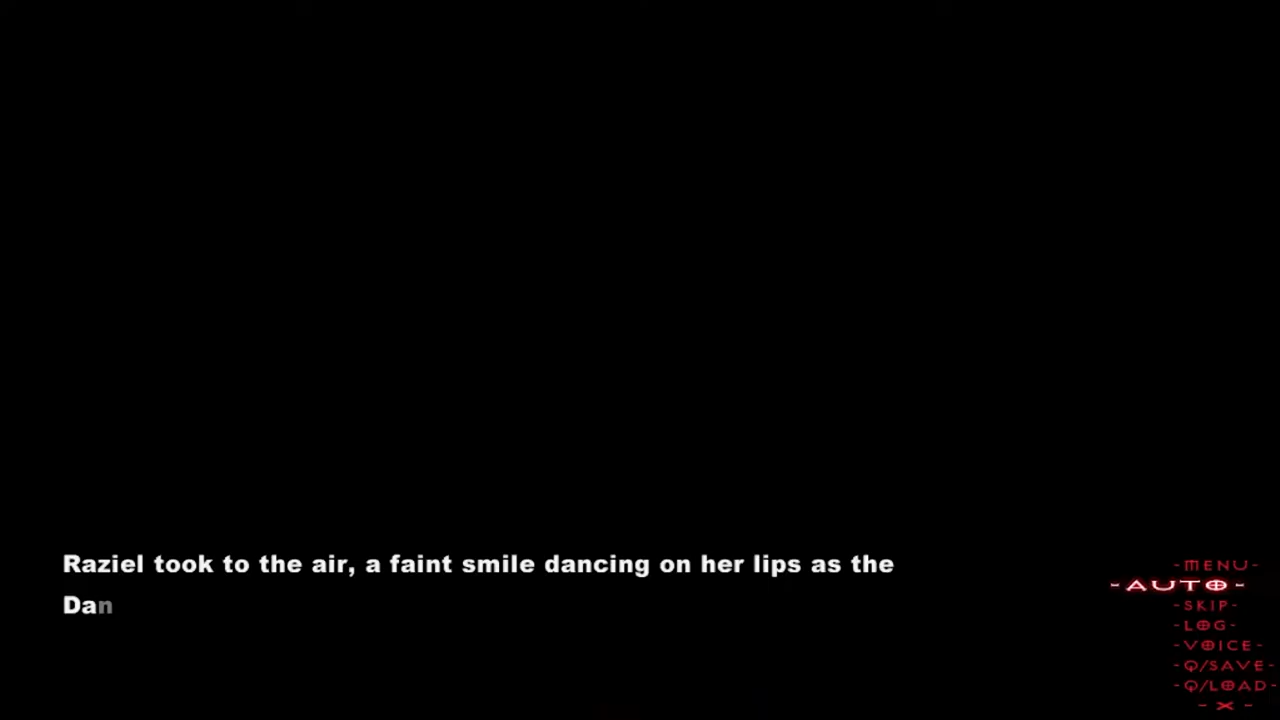 Raziel took to the air, a faint smile dancing on her lips as the
Dan
-MENU-
-AUTO-
-SKIP-
-LOG-
-VOICE-
-Q/SAVE-
-Q/LOAD-
-X-